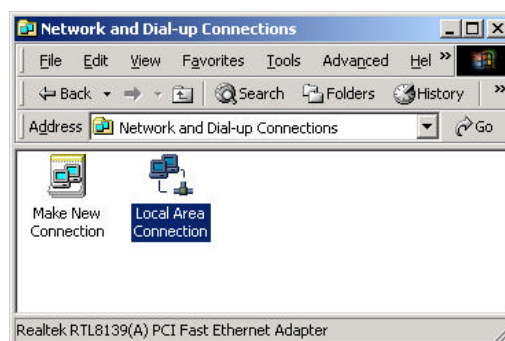 Network and Dial-up Connections
File Edit View Favorites Tools Advanced Hel »
Back Search Folders History »
Address Network and Dial-up Connections Go
Make New Connection
Local Area Connection
Realtek RTL8139(A) PCI Fast Ethernet Adapter